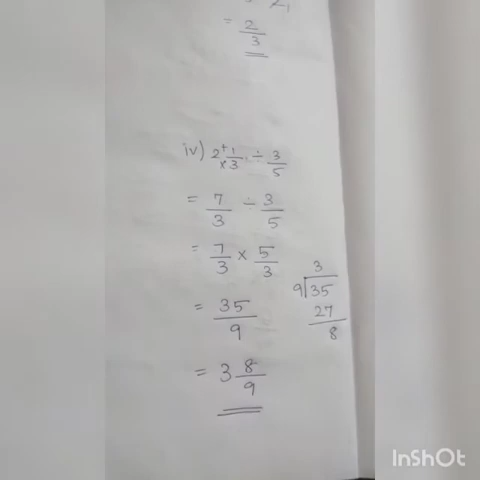 = 2/3
iv) 2 + 1/× 3 ÷ 3/5
= 7/3 ÷ 3/5
= 7/3 × 5/3
= 35/9
= 3 8/9
3
9)35
27
8
InShOt